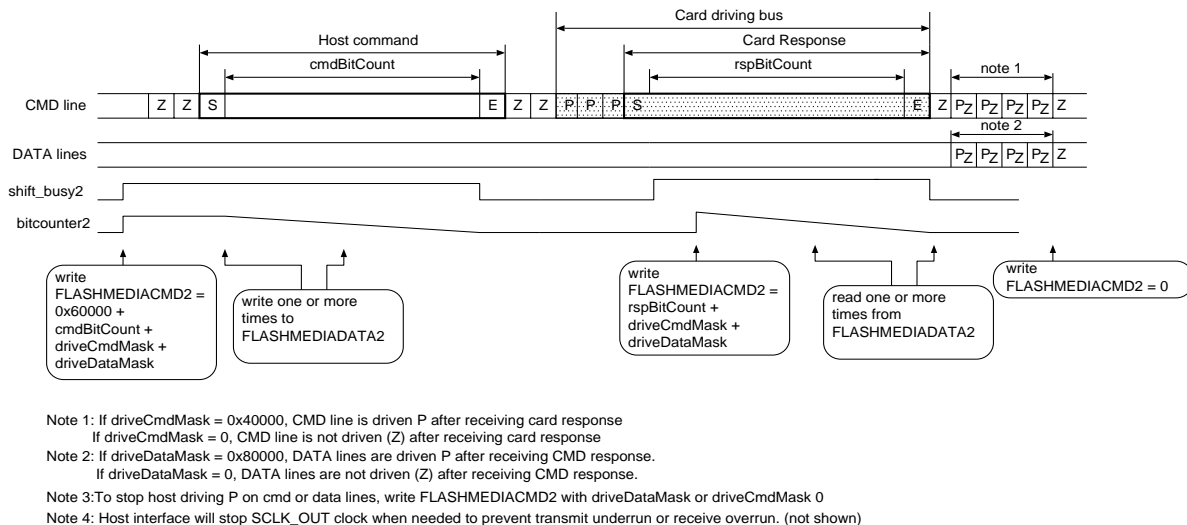 Card driving bus
Host command
Card Response
cmdBitCount
rspBitCount
note 1
CMD line
Z Z S E Z Z P P P S E Z PZ PZ PZ PZ Z
note 2
DATA lines
PZ PZ PZ PZ Z
shift_busy2
bitcounter2
write
FLASHMEDIACMD2 =
0x60000 +
cmdBitCount +
driveCmdMask +
driveDataMask
write one or more
times to
FLASHMEDIADATA2
write
FLASHMEDIACMD2 =
rspBitCount +
driveCmdMask +
driveDataMask
read one or more
times from
FLASHMEDIADATA2
write
FLASHMEDIACMD2 = 0
Note 1: If driveCmdMask = 0x40000, CMD line is driven P after receiving card response
If driveCmdMask = 0, CMD line is not driven (Z) after receiving card response
Note 2: If driveDataMask = 0x80000, DATA lines are driven P after receiving CMD response.
If driveDataMask = 0, DATA lines are not driven (Z) after receiving CMD response.
Note 3:To stop host driving P on cmd or data lines, write FLASHMEDIACMD2 with driveDataMask or driveCmdMask 0
Note 4: Host interface will stop SCLK_OUT clock when needed to prevent transmit underrun or receive overrun. (not shown)